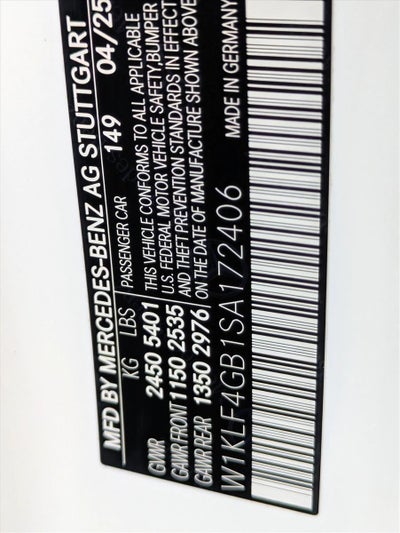 MFD BY MERCEDES-BENZ AG STUTTGART
KG LBS 149 04/25
GVWR 2450 5401
GAWR FRONT 1150 2535
GAWR REAR 1350 2976
PASSENGER CAR
THIS VEHICLE CONFORMS TO ALL APPLICABLE
U.S. FEDERAL MOTOR VEHICLE SAFETY, BUMPER
AND THEFT PREVENTION STANDARDS IN EFFECT
ON THE DATE OF MANUFACTURE SHOWN ABOVE
W1KLF4GB1SA172406 MADE IN GERMANY